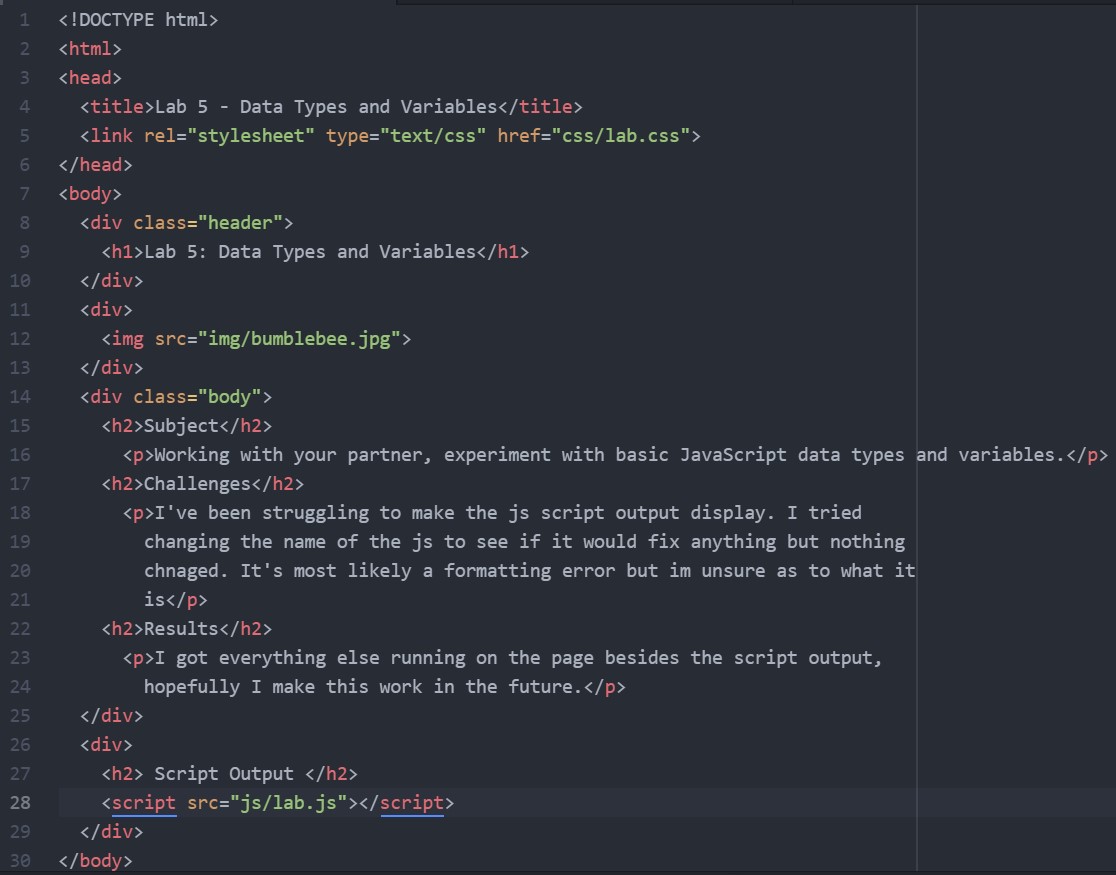 1 <!DOCTYPE html>
2 <html>
3 <head>
4 <title>Lab 5 - Data Types and Variables</title>
5 <link rel="stylesheet" type="text/css" href="css/lab.css">
6 </head>
7 <body>
8 <div class="header">
9 <h1>Lab 5: Data Types and Variables</h1>
10 </div>
11 <div>
12 <img src="img/bumblebee.jpg">
13 </div>
14 <div class="body">
15 <h2>Subject</h2>
16 <p>Working with your partner, experiment with basic JavaScript data types and variables.</p>
17 <h2>Challenges</h2>
18 <p>I've been struggling to make the js script output display. I tried
19 changing the name of the js to see if it would fix anything but nothing
20 chnaged. It's most likely a formatting error but im unsure as to what it
21 is</p>
22 <h2>Results</h2>
23 <p>I got everything else running on the page besides the script output,
24 hopefully I make this work in the future.</p>
25 </div>
26 <div>
27 <h2> Script Output </h2>
28 <script src="js/lab.js"></script>
29 </div>
30 </body>